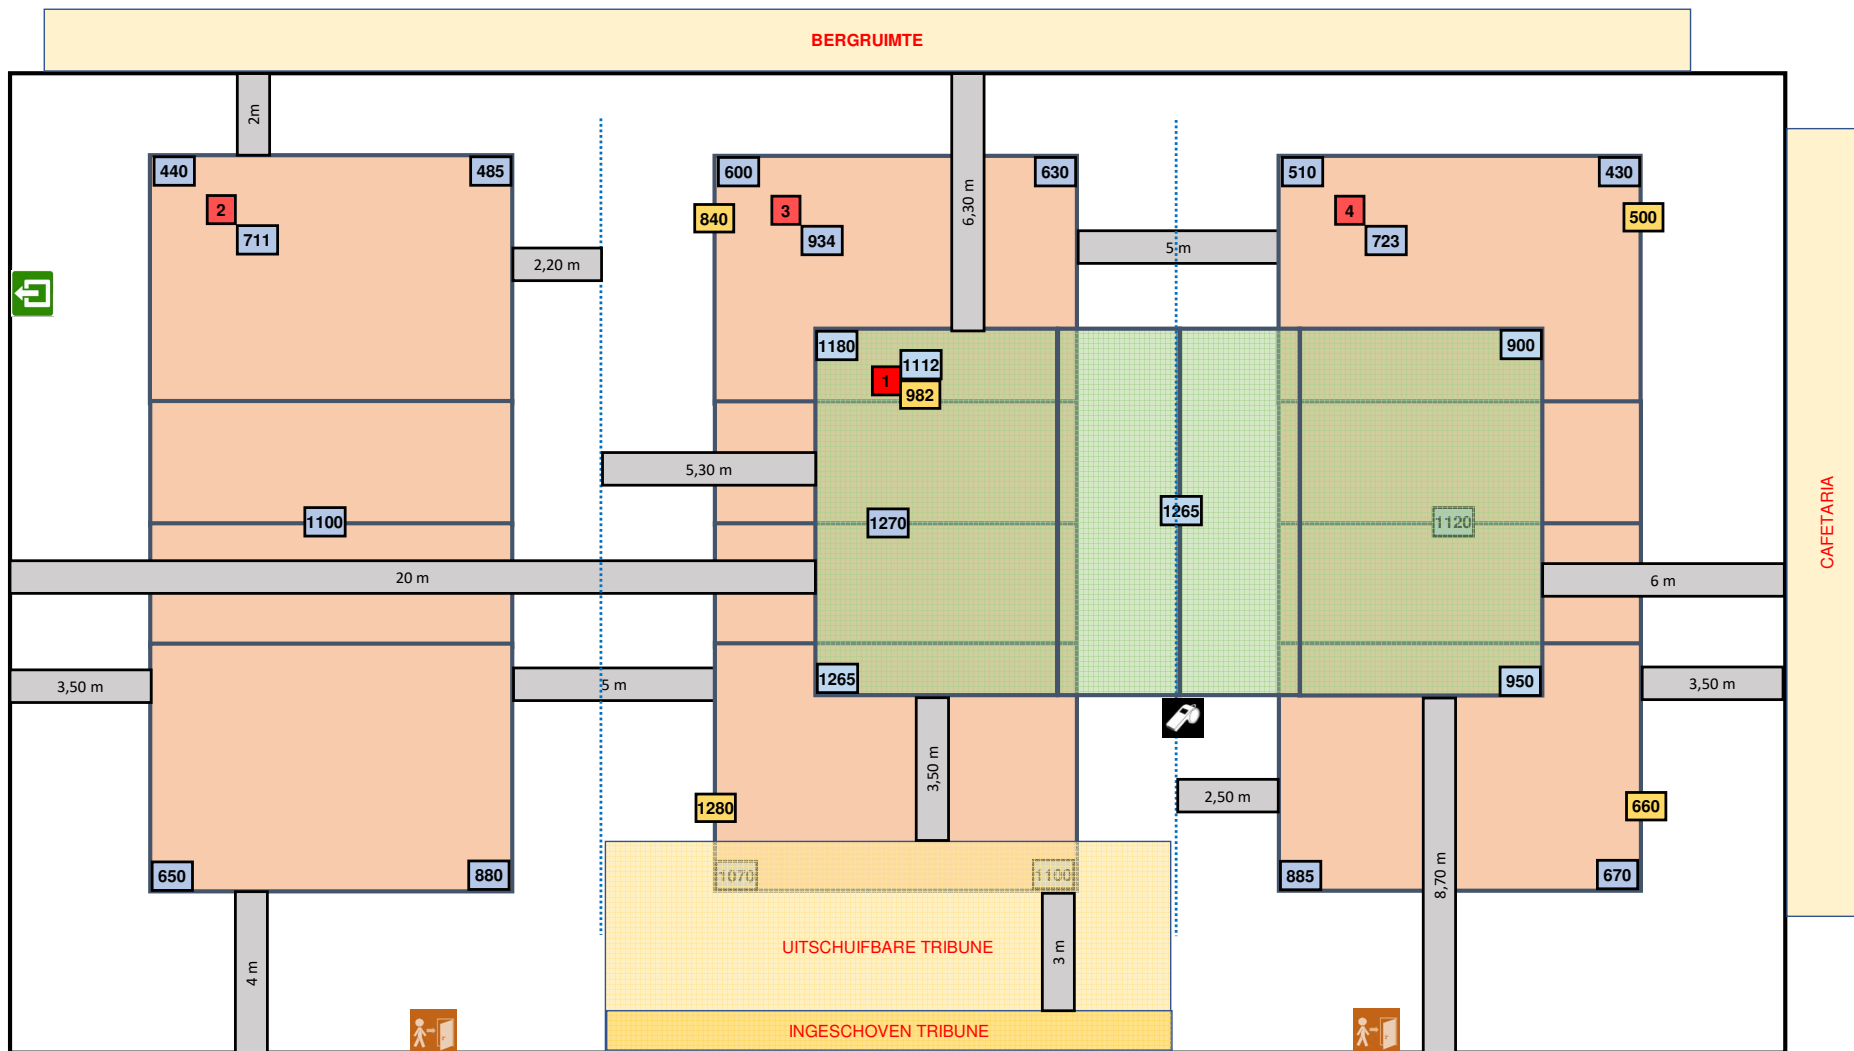 BERGRUIMTE
2m
440
485
600
630
510
430
2
711
840
3
934
6,30 m
4
723
500
2,20 m
5 m
1180
1112
1
982
900
5,30 m
1100
1270
1265
1120
CAFETARIA
20 m
6 m
3,50 m
5 m
1265
950
3,50 m
3,50 m
2,50 m
1280
660
650
880
1070
1100
885
670
8,70 m
4 m
UITSCHUIFBARE TRIBUNE
3 m
INGESCHOVEN TRIBUNE